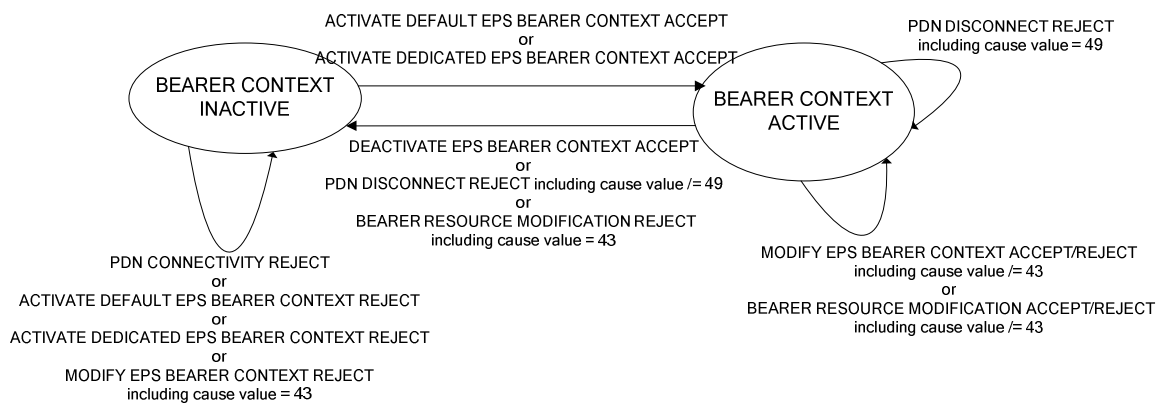 ACTIVATE DEFAULT EPS BEARER CONTEXT ACCEPT
or
ACTIVATE DEDICATED EPS BEARER CONTEXT ACCEPT
PDN DISCONNECT REJECT
including cause value = 49
BEARER CONTEXT
INACTIVE
BEARER CONTEXT
ACTIVE
DEACTIVATE EPS BEARER CONTEXT ACCEPT
or
PDN DISCONNECT REJECT including cause value /= 49
or
BEARER RESOURCE MODIFICATION REJECT
including cause value = 43
PDN CONNECTIVITY REJECT
or
ACTIVATE DEFAULT EPS BEARER CONTEXT REJECT
or
ACTIVATE DEDICATED EPS BEARER CONTEXT REJECT
or
MODIFY EPS BEARER CONTEXT REJECT
including cause value = 43
MODIFY EPS BEARER CONTEXT ACCEPT/REJECT
including cause value /= 43
or
BEARER RESOURCE MODIFICATION ACCEPT/REJECT
including cause value /= 43